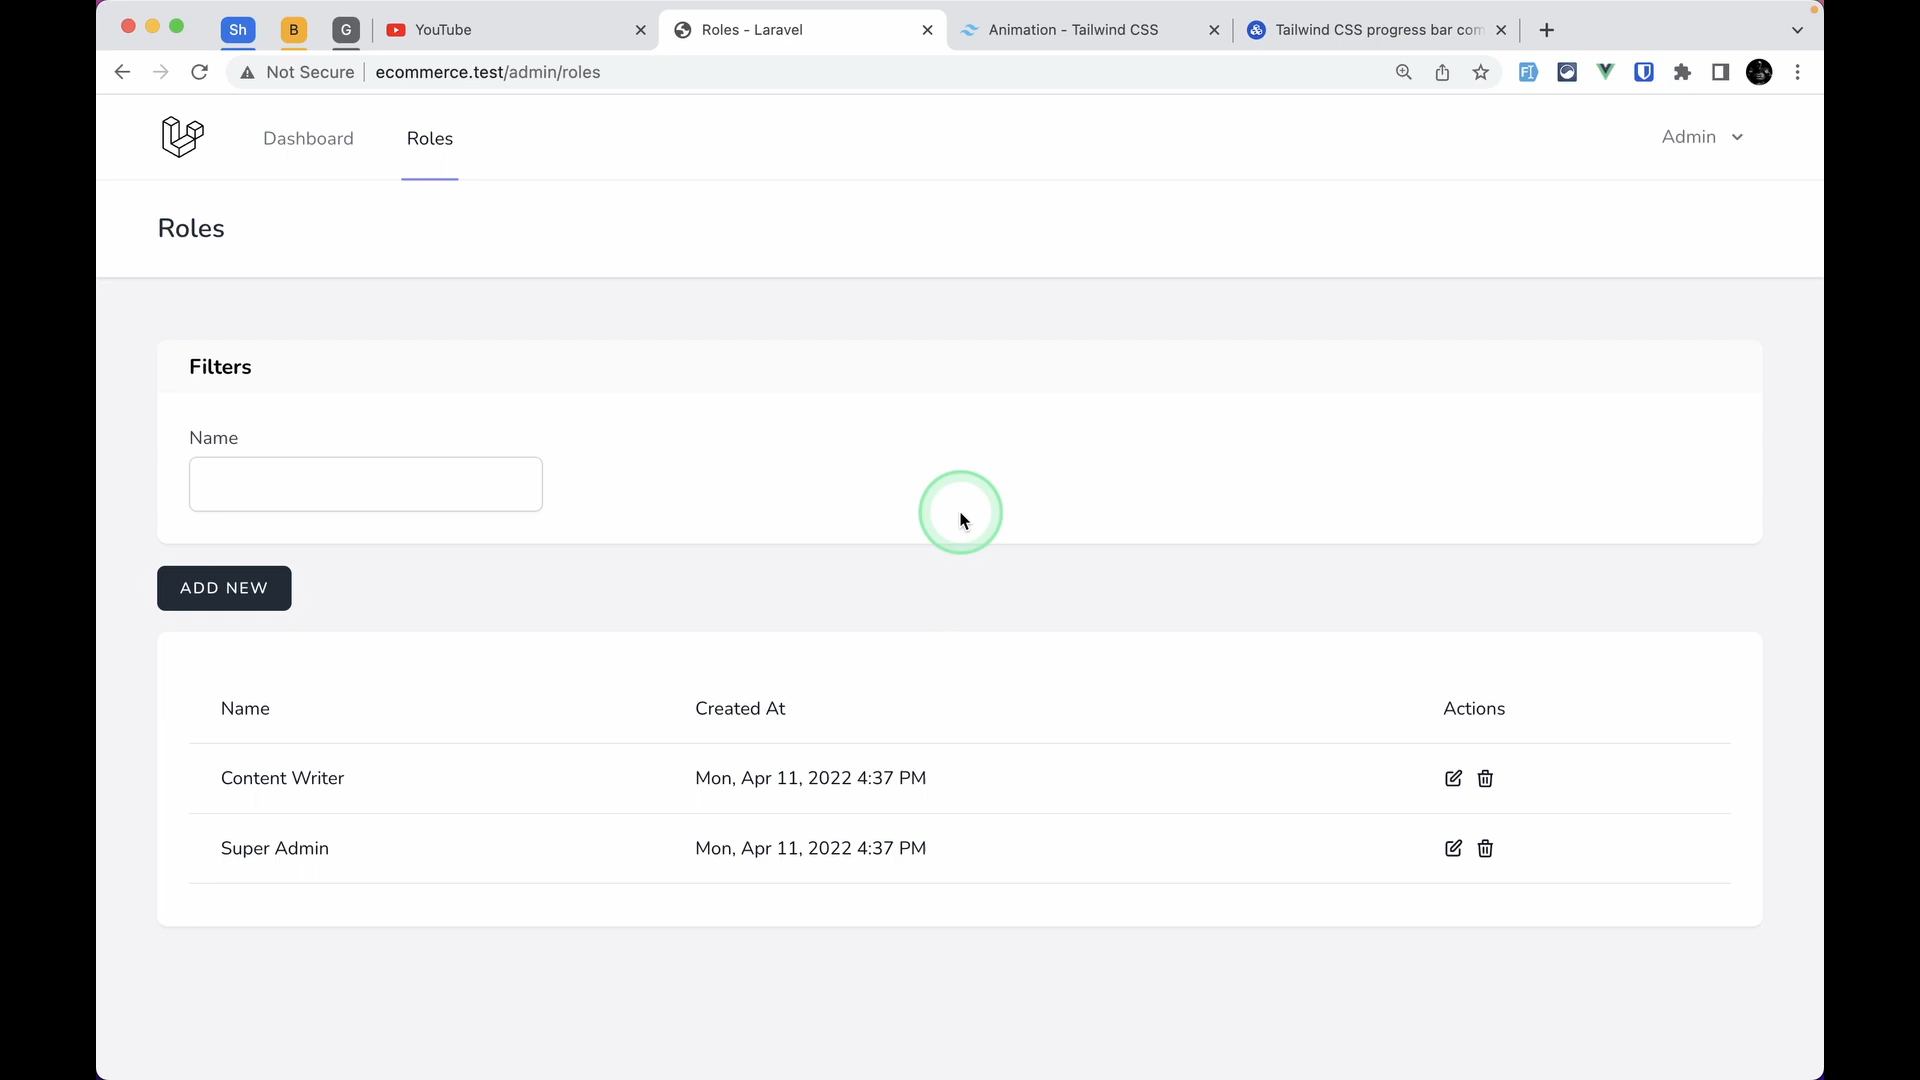 Sh B G YouTube Roles - Laravel Animation - Tailwind CSS Tailwind CSS progress bar com
Not Secure ecommerce.test/admin/roles
Dashboard Roles Admin
Roles
Filters
Name
ADD NEW
Name Created At Actions
Content Writer Mon, Apr 11, 2022 4:37 PM
Super Admin Mon, Apr 11, 2022 4:37 PM